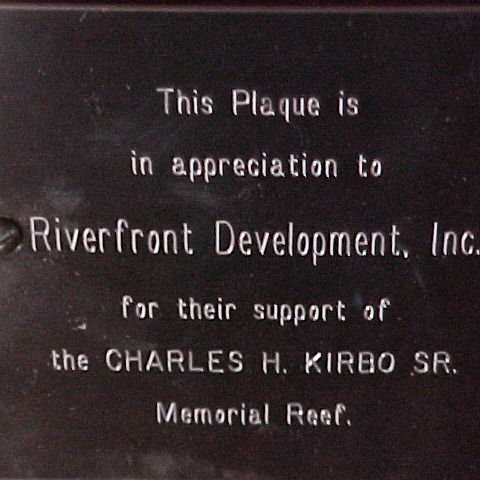 This Plaque is
in appreciation to
Riverfront Development, Inc.
for their support of
the CHARLES H. KIRBO SR.
Memorial Reef.